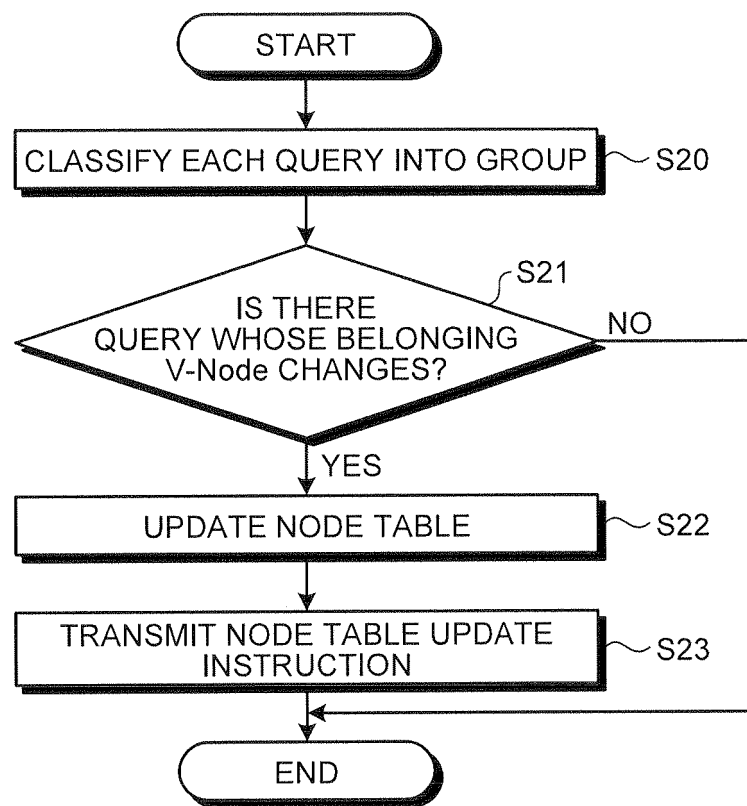 START
CLASSIFY EACH QUERY INTO GROUP
S20
S21
IS THERE
QUERY WHOSE BELONGING
V-Node CHANGES?
NO
YES
UPDATE NODE TABLE
S22
TRANSMIT NODE TABLE UPDATE
INSTRUCTION
S23
END